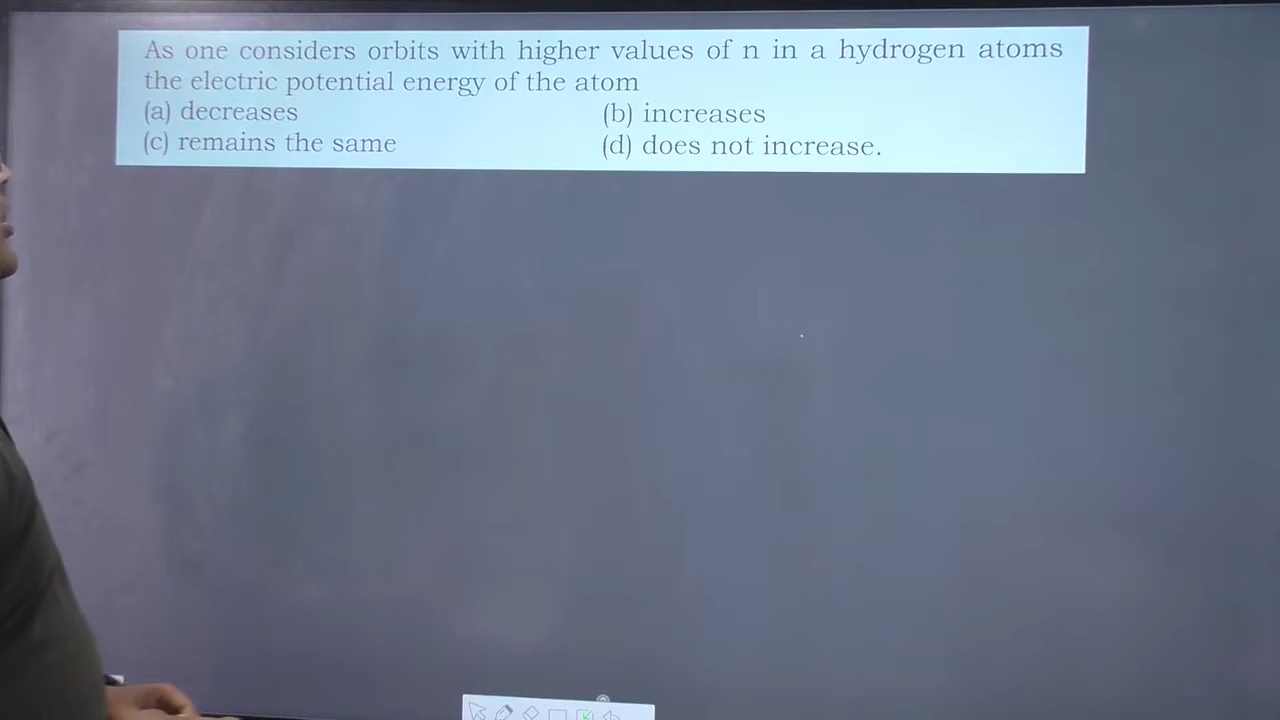 As one considers orbits with higher values of n in a hydrogen atoms
the electric potential energy of the atom
(a) decreases (b) increases
(c) remains the same (d) does not increase.